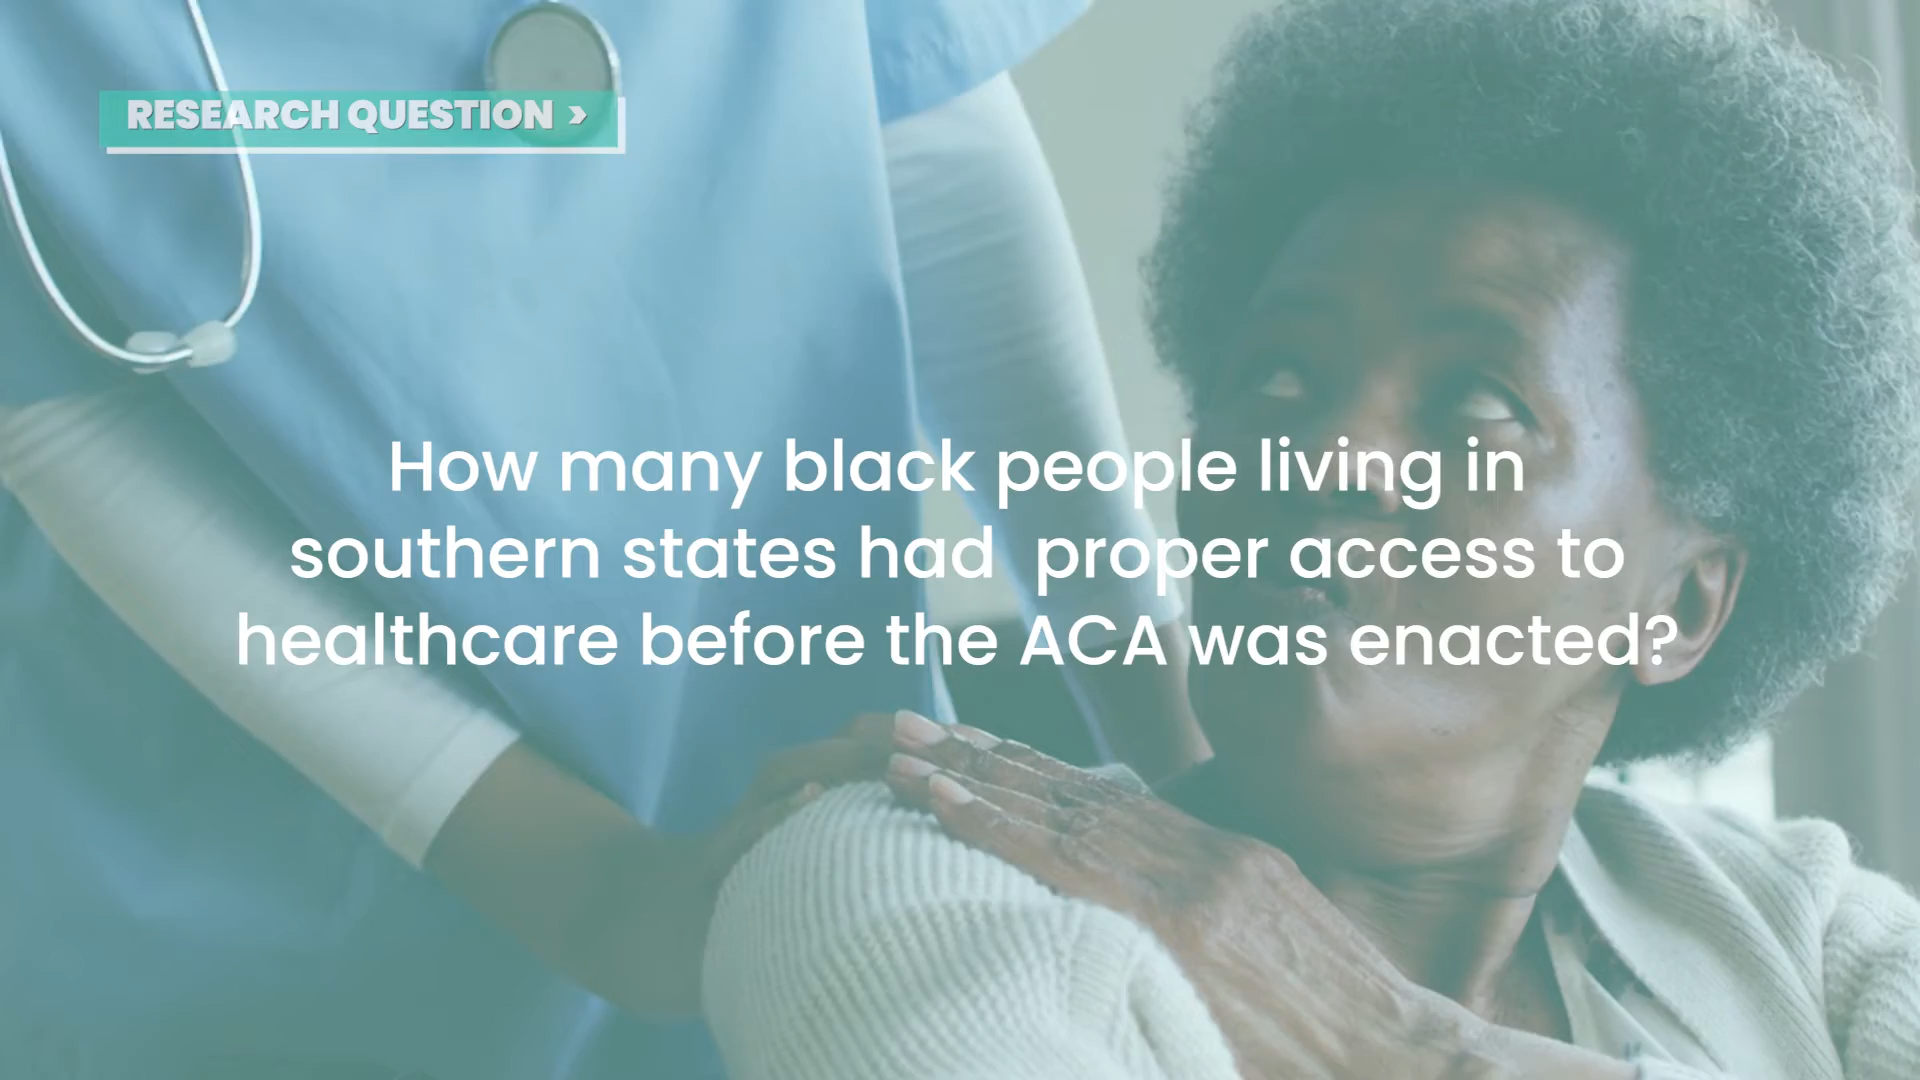 RESEARCH QUESTION >
How many black people living in
southern states had proper access to
healthcare before the ACA was enacted?